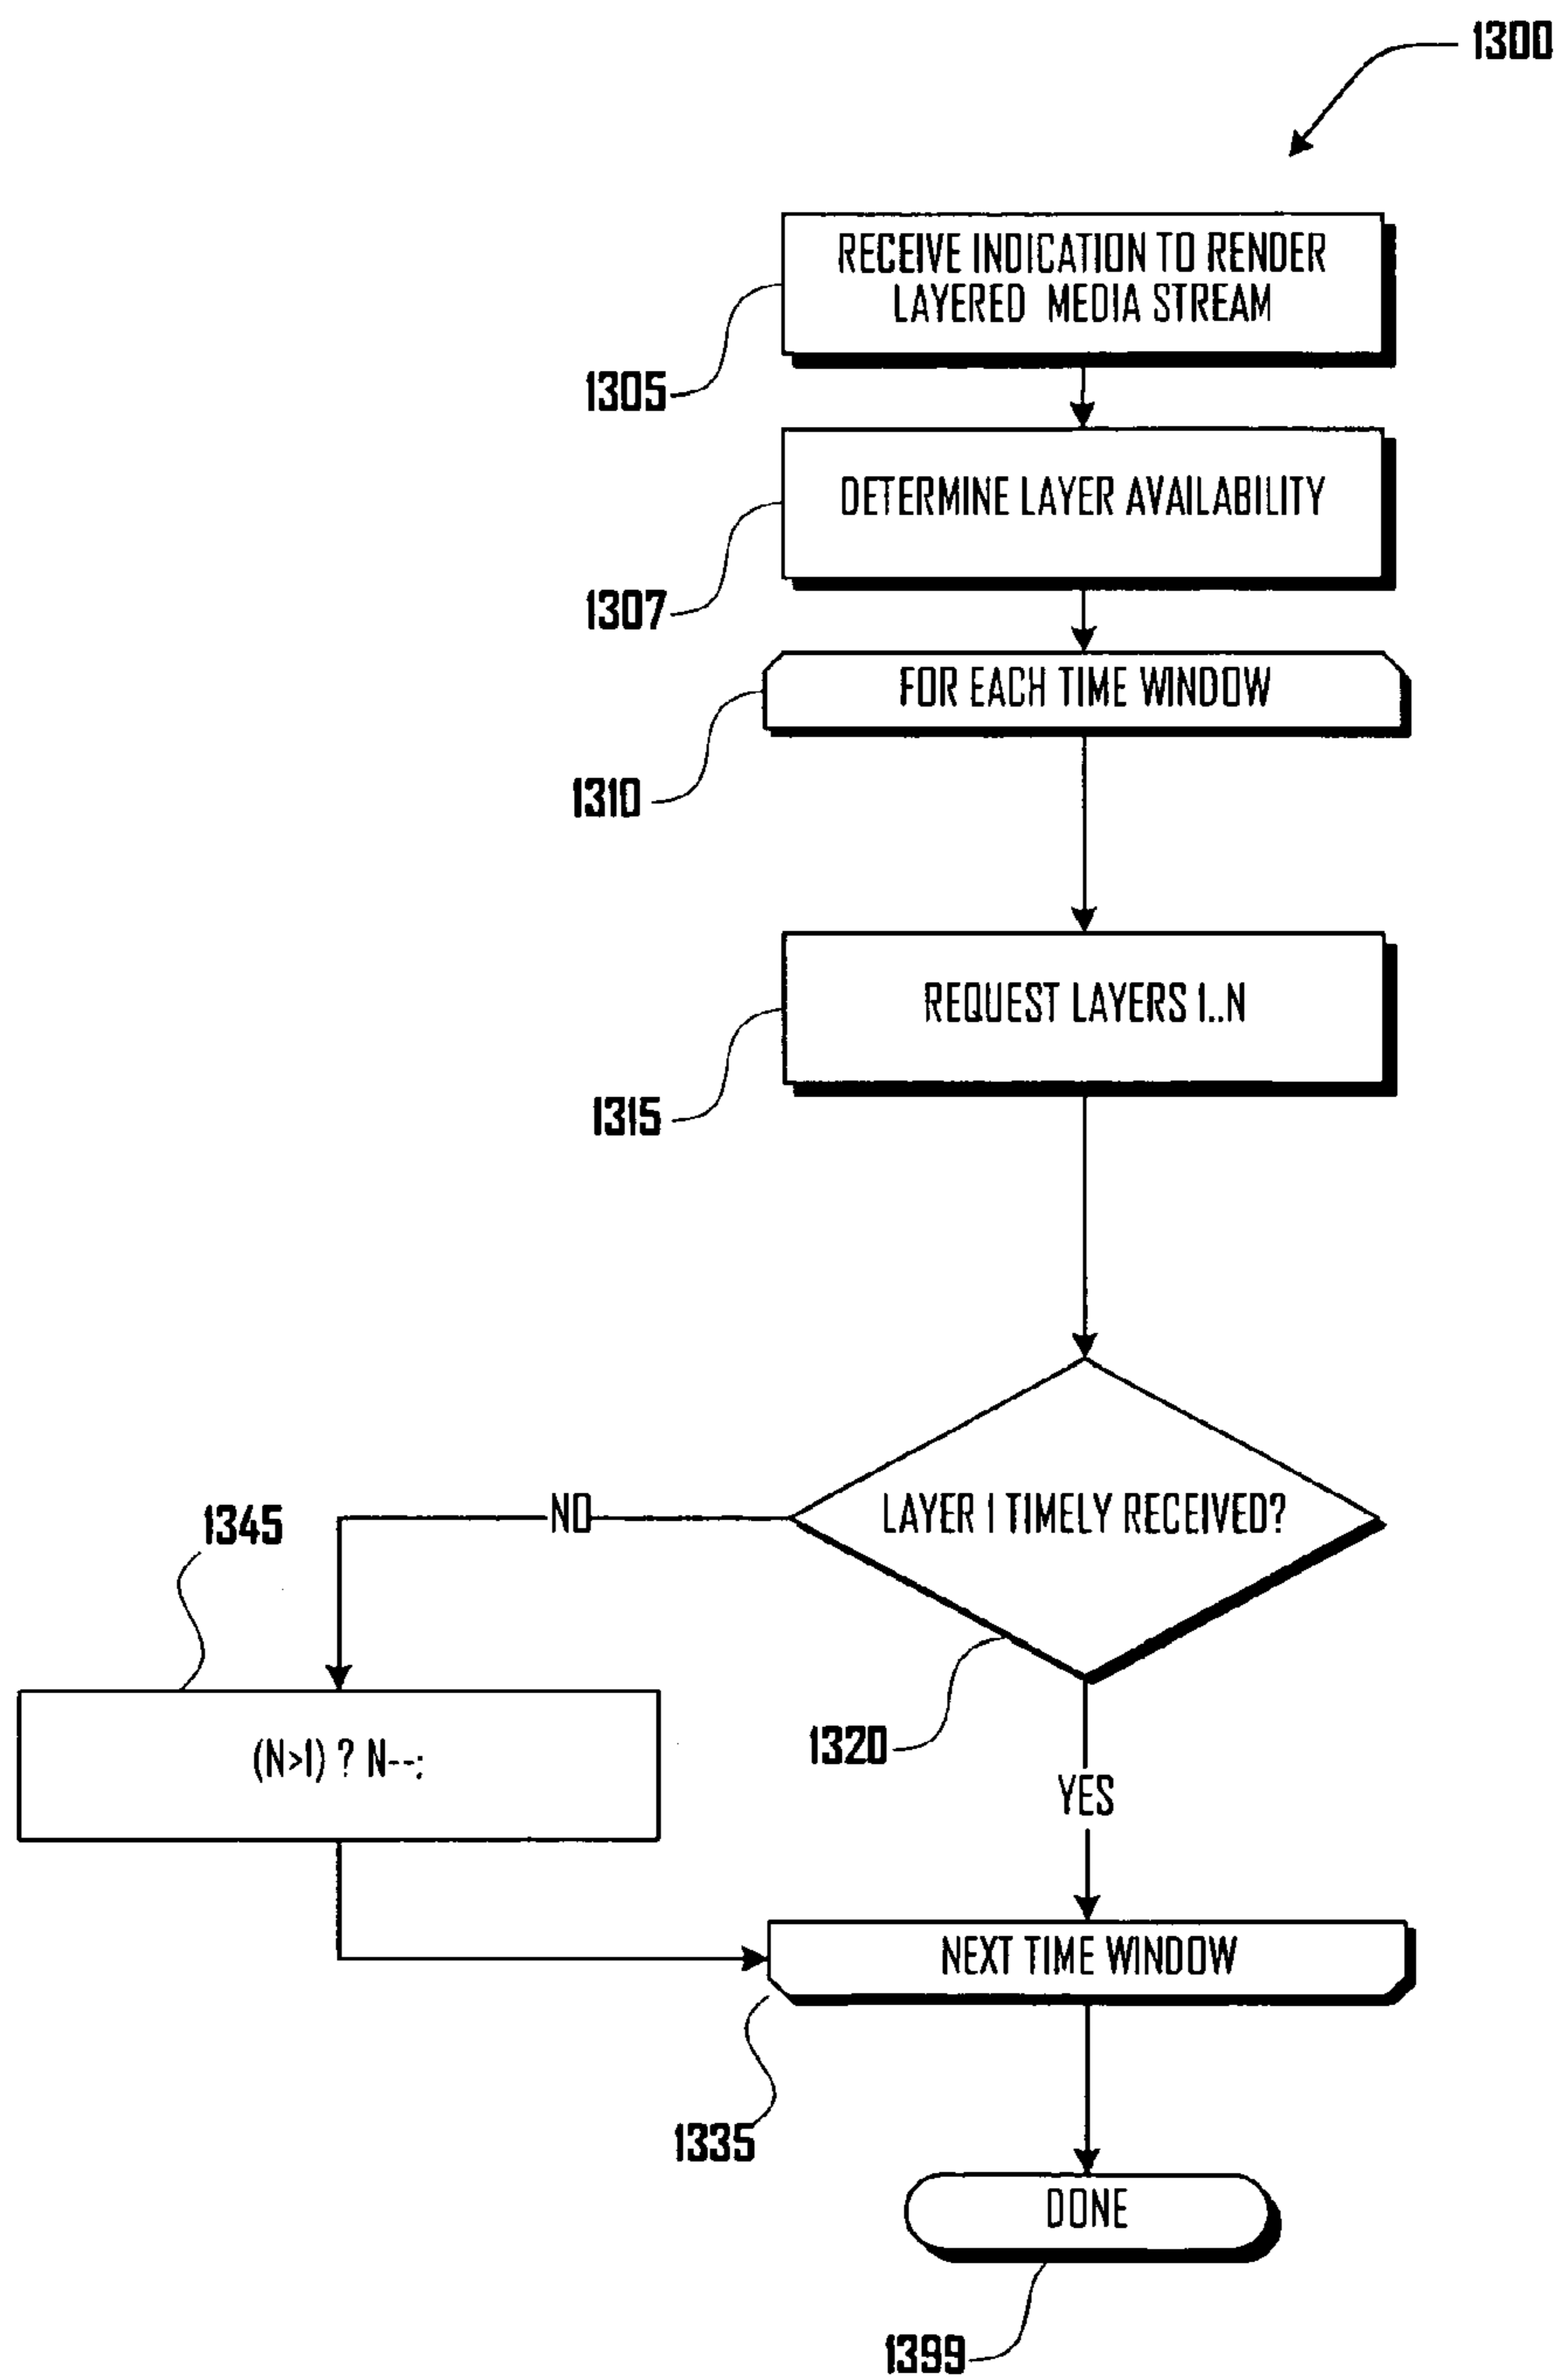 1300
RECEIVE INDICATION TO RENDER
LAYERED MEDIA STREAM
1305
DETERMINE LAYER AVAILABILITY
1307
FOR EACH TIME WINDOW
1310
REQUEST LAYERS 1..N
1315
LAYER 1 TIMELY RECEIVED?
NO
1345
1320
(N>1) ? N--;
YES
NEXT TIME WINDOW
1335
DONE
1399